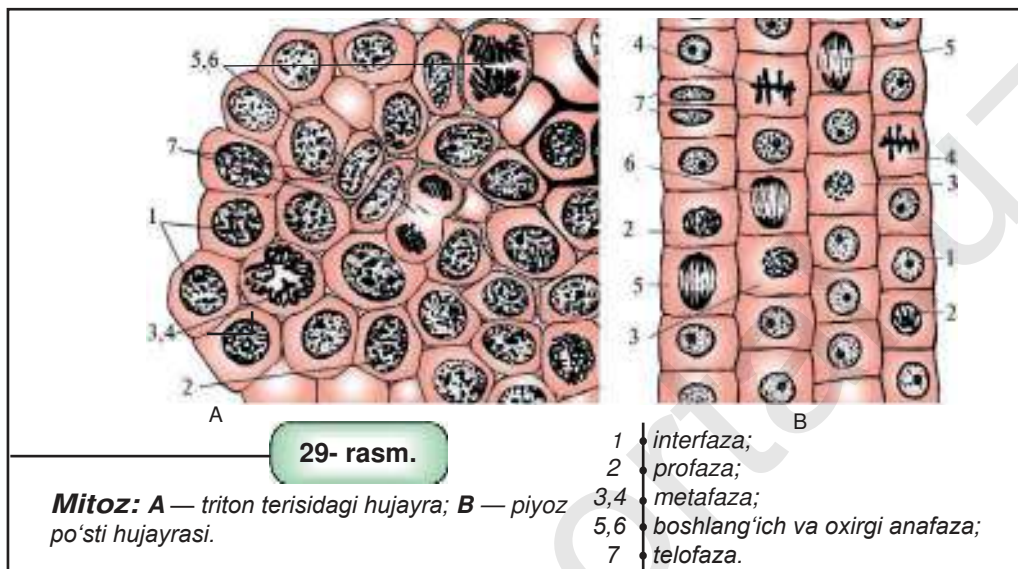 5,6
7
1
3,4
2
A
4
7
6
2
5
3
5
4
3
1
2
B
29- rasm.
Mitoz: A — triton terisidagi hujayra; B — piyoz
po‘sti hujayrasi.
1 interfaza;
2 profaza;
3,4 metafaza;
5,6 boshlang‘ich va oxirgi anafaza;
7 telofaza.